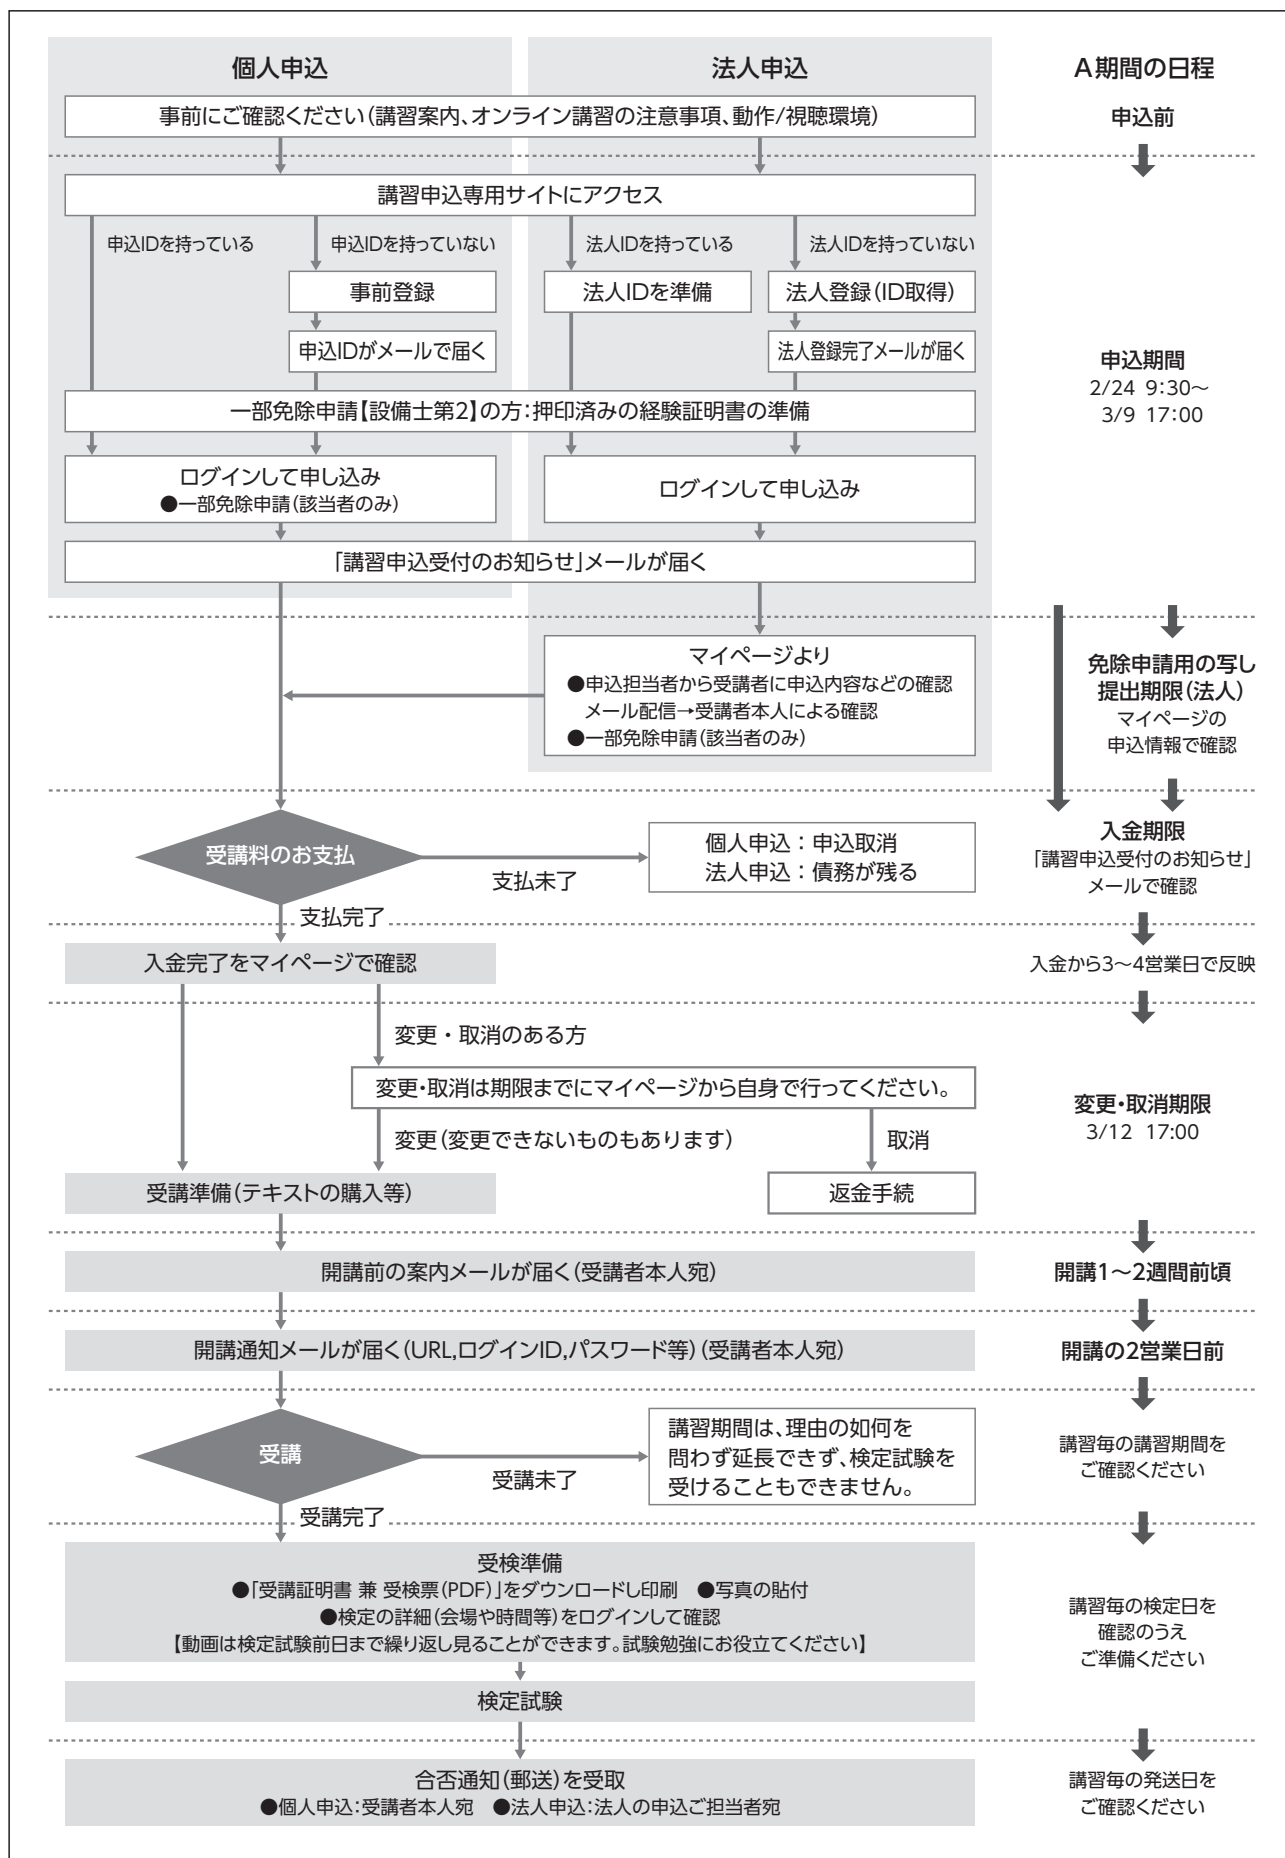 個人申込
法人申込
A期間の日程
事前にご確認ください(講習案内、オンライン講習の注意事項、動作/視聴環境)
申込前
講習申込専用サイトにアクセス
申込IDを持っている
申込IDを持っていない
法人IDを持っている
法人IDを持っていない
事前登録
法人IDを準備
法人登録(ID取得)
申込IDがメールで届く
法人登録完了メールが届く
申込期間
2/24 9:30〜
3/9 17:00
一部免除申請【設備士第2】の方:押印済みの経験証明書の準備
ログインして申し込み
●一部免除申請(該当者のみ)
ログインして申し込み
「講習申込受付のお知らせ」メールが届く
マイページより
●申込担当者から受講者に申込内容などの確認
メール配信→受講者本人による確認
●一部免除申請(該当者のみ)
免除申請用の写し
提出期限(法人)
マイページの
申込情報で確認
受講料のお支払
支払未了
個人申込:申込取消
法人申込:債務が残る
入金期限
「講習申込受付のお知らせ」
メールで確認
支払完了
入金完了をマイページで確認
入金から3〜4営業日で反映
変更・取消のある方
変更・取消は期限までにマイページから自身で行ってください。
変更(変更できないものもあります)
取消
変更・取消期限
3/12 17:00
受講準備(テキストの購入等)
返金手続
開講前の案内メールが届く(受講者本人宛)
開講1〜2週間前頃
開講通知メールが届く(URL,ログインID,パスワード等)(受講者本人宛)
開講の2営業日前
受講
受講未了
講習期間は、理由の如何を
問わず延長できず、検定試験を
受けることもできません。
講習毎の講習期間を
ご確認ください
受講完了
受検準備
●「受講証明書 兼 受検票(PDF)」をダウンロードし印刷 ●写真の貼付
●検定の詳細(会場や時間等)をログインして確認
【動画は検定試験前日まで繰り返し見ることができます。試験勉強にお役立てください】
講習毎の検定日を
確認のうえ
ご準備ください
検定試験
合否通知(郵送)を受取
●個人申込:受講者本人宛 ●法人申込:法人の申込ご担当者宛
講習毎の発送日を
ご確認ください